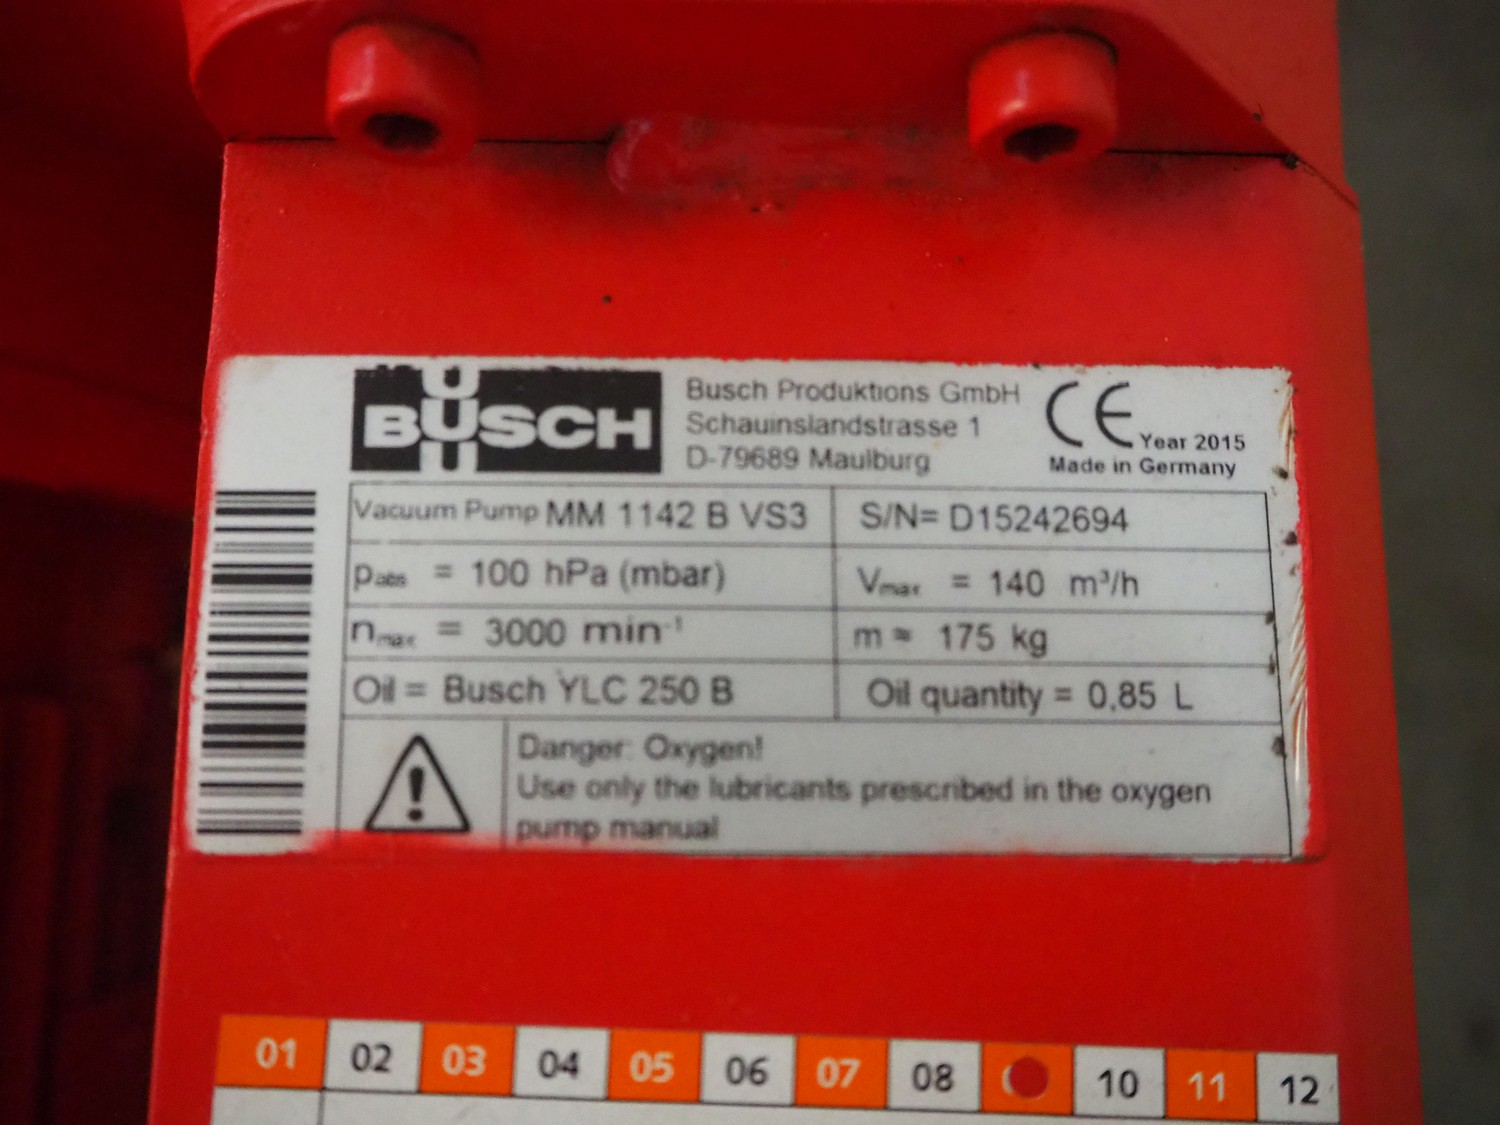 BUSCH
Busch Produktions GmbH
Schauinslandstrasse 1
D-79689 Maulburg
CE Year 2015
Made in Germany
Vacuum Pump MM 1142 B VS3 S/N= D15242694
pabs = 100 hPa (mbar) Vmax = 140 m³/h
nmax = 3000 min⁻¹ m ≈ 175 kg
Oil = Busch YLC 250 B Oil quantity = 0,85 L
Danger: Oxygen!
Use only the lubricants prescribed in the oxygen
pump manual
01 02 03 04 05 06 07 08 10 11 12